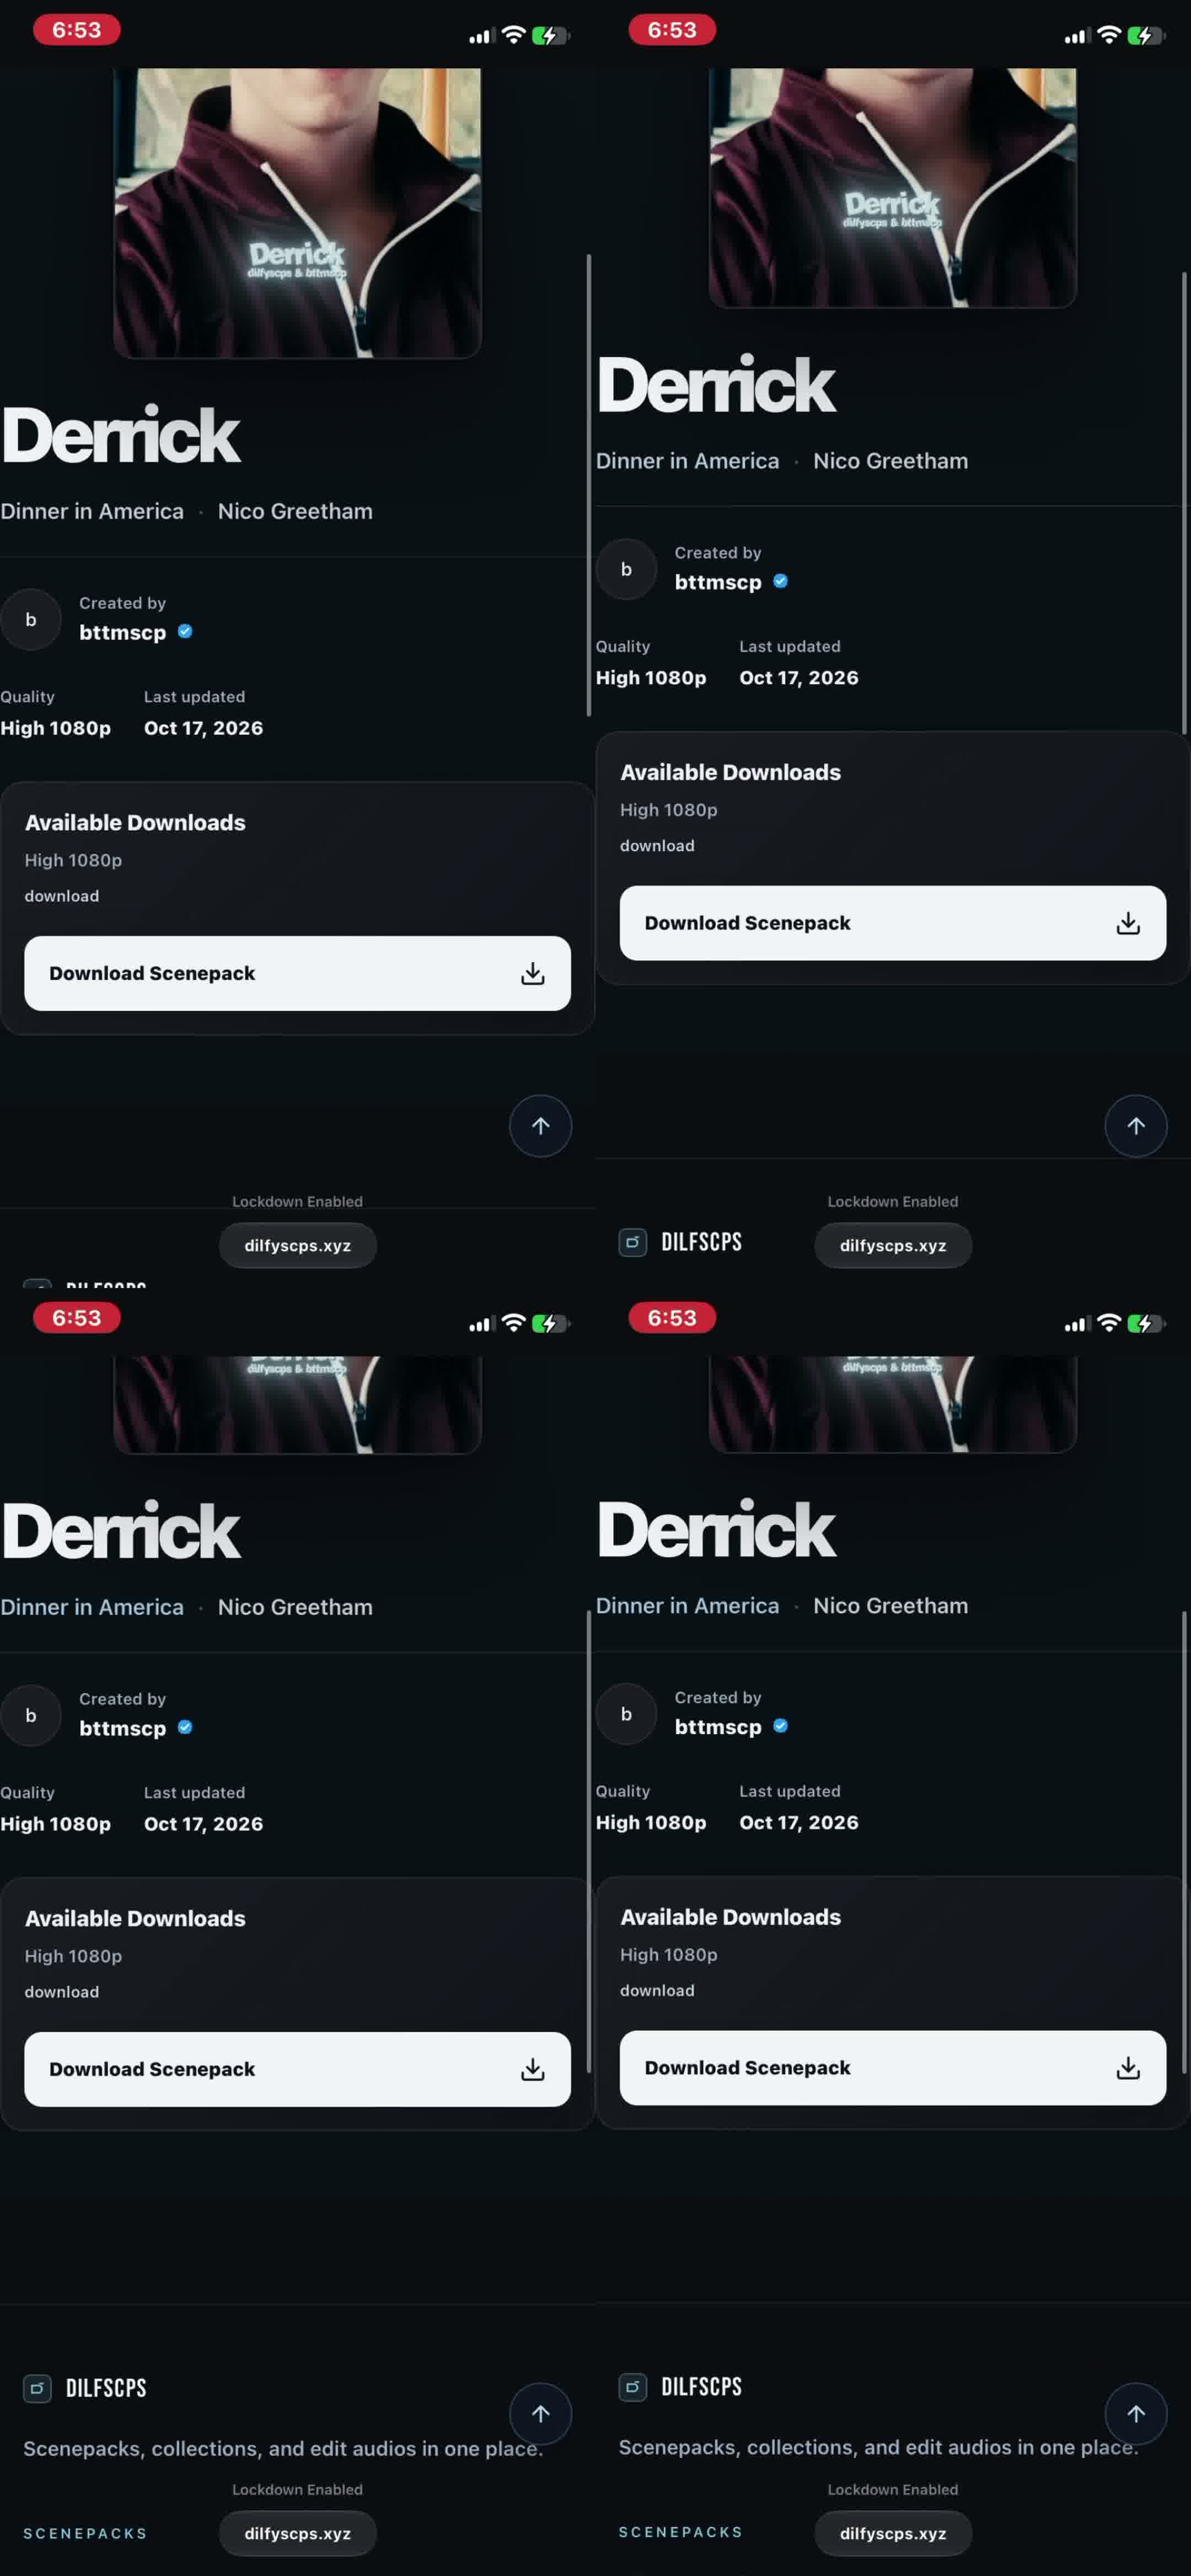 6:53
Derrick
dilfyscps & bttmscp
Derrick
Dinner in America · Nico Greetham
b
Created by
bttmscp
Quality
Last updated
High 1080p
Oct 17, 2026
Available Downloads
High 1080p
download
Download Scenepack
Lockdown Enabled
dilfyscps.xyz
DILFSCPS
6:53
Derrick
dilfyscps & bttmscp
Derrick
Dinner in America · Nico Greetham
b
Created by
bttmscp
Quality
Last updated
High 1080p
Oct 17, 2026
Available Downloads
High 1080p
download
Download Scenepack
Lockdown Enabled
DILFSCPS
dilfyscps.xyz
6:53
Derrick
dilfyscps & bttmscp
Derrick
Dinner in America · Nico Greetham
b
Created by
bttmscp
Quality
Last updated
High 1080p
Oct 17, 2026
Available Downloads
High 1080p
download
Download Scenepack
DILFSCPS
Scenepacks, collections, and edit audios in one place.
Lockdown Enabled
SCENEPACKS
dilfyscps.xyz
6:53
Derrick
dilfyscps & bttmscp
Derrick
Dinner in America · Nico Greetham
b
Created by
bttmscp
Quality
Last updated
High 1080p
Oct 17, 2026
Available Downloads
High 1080p
download
Download Scenepack
DILFSCPS
Scenepacks, collections, and edit audios in one place.
Lockdown Enabled
SCENEPACKS
dilfyscps.xyz